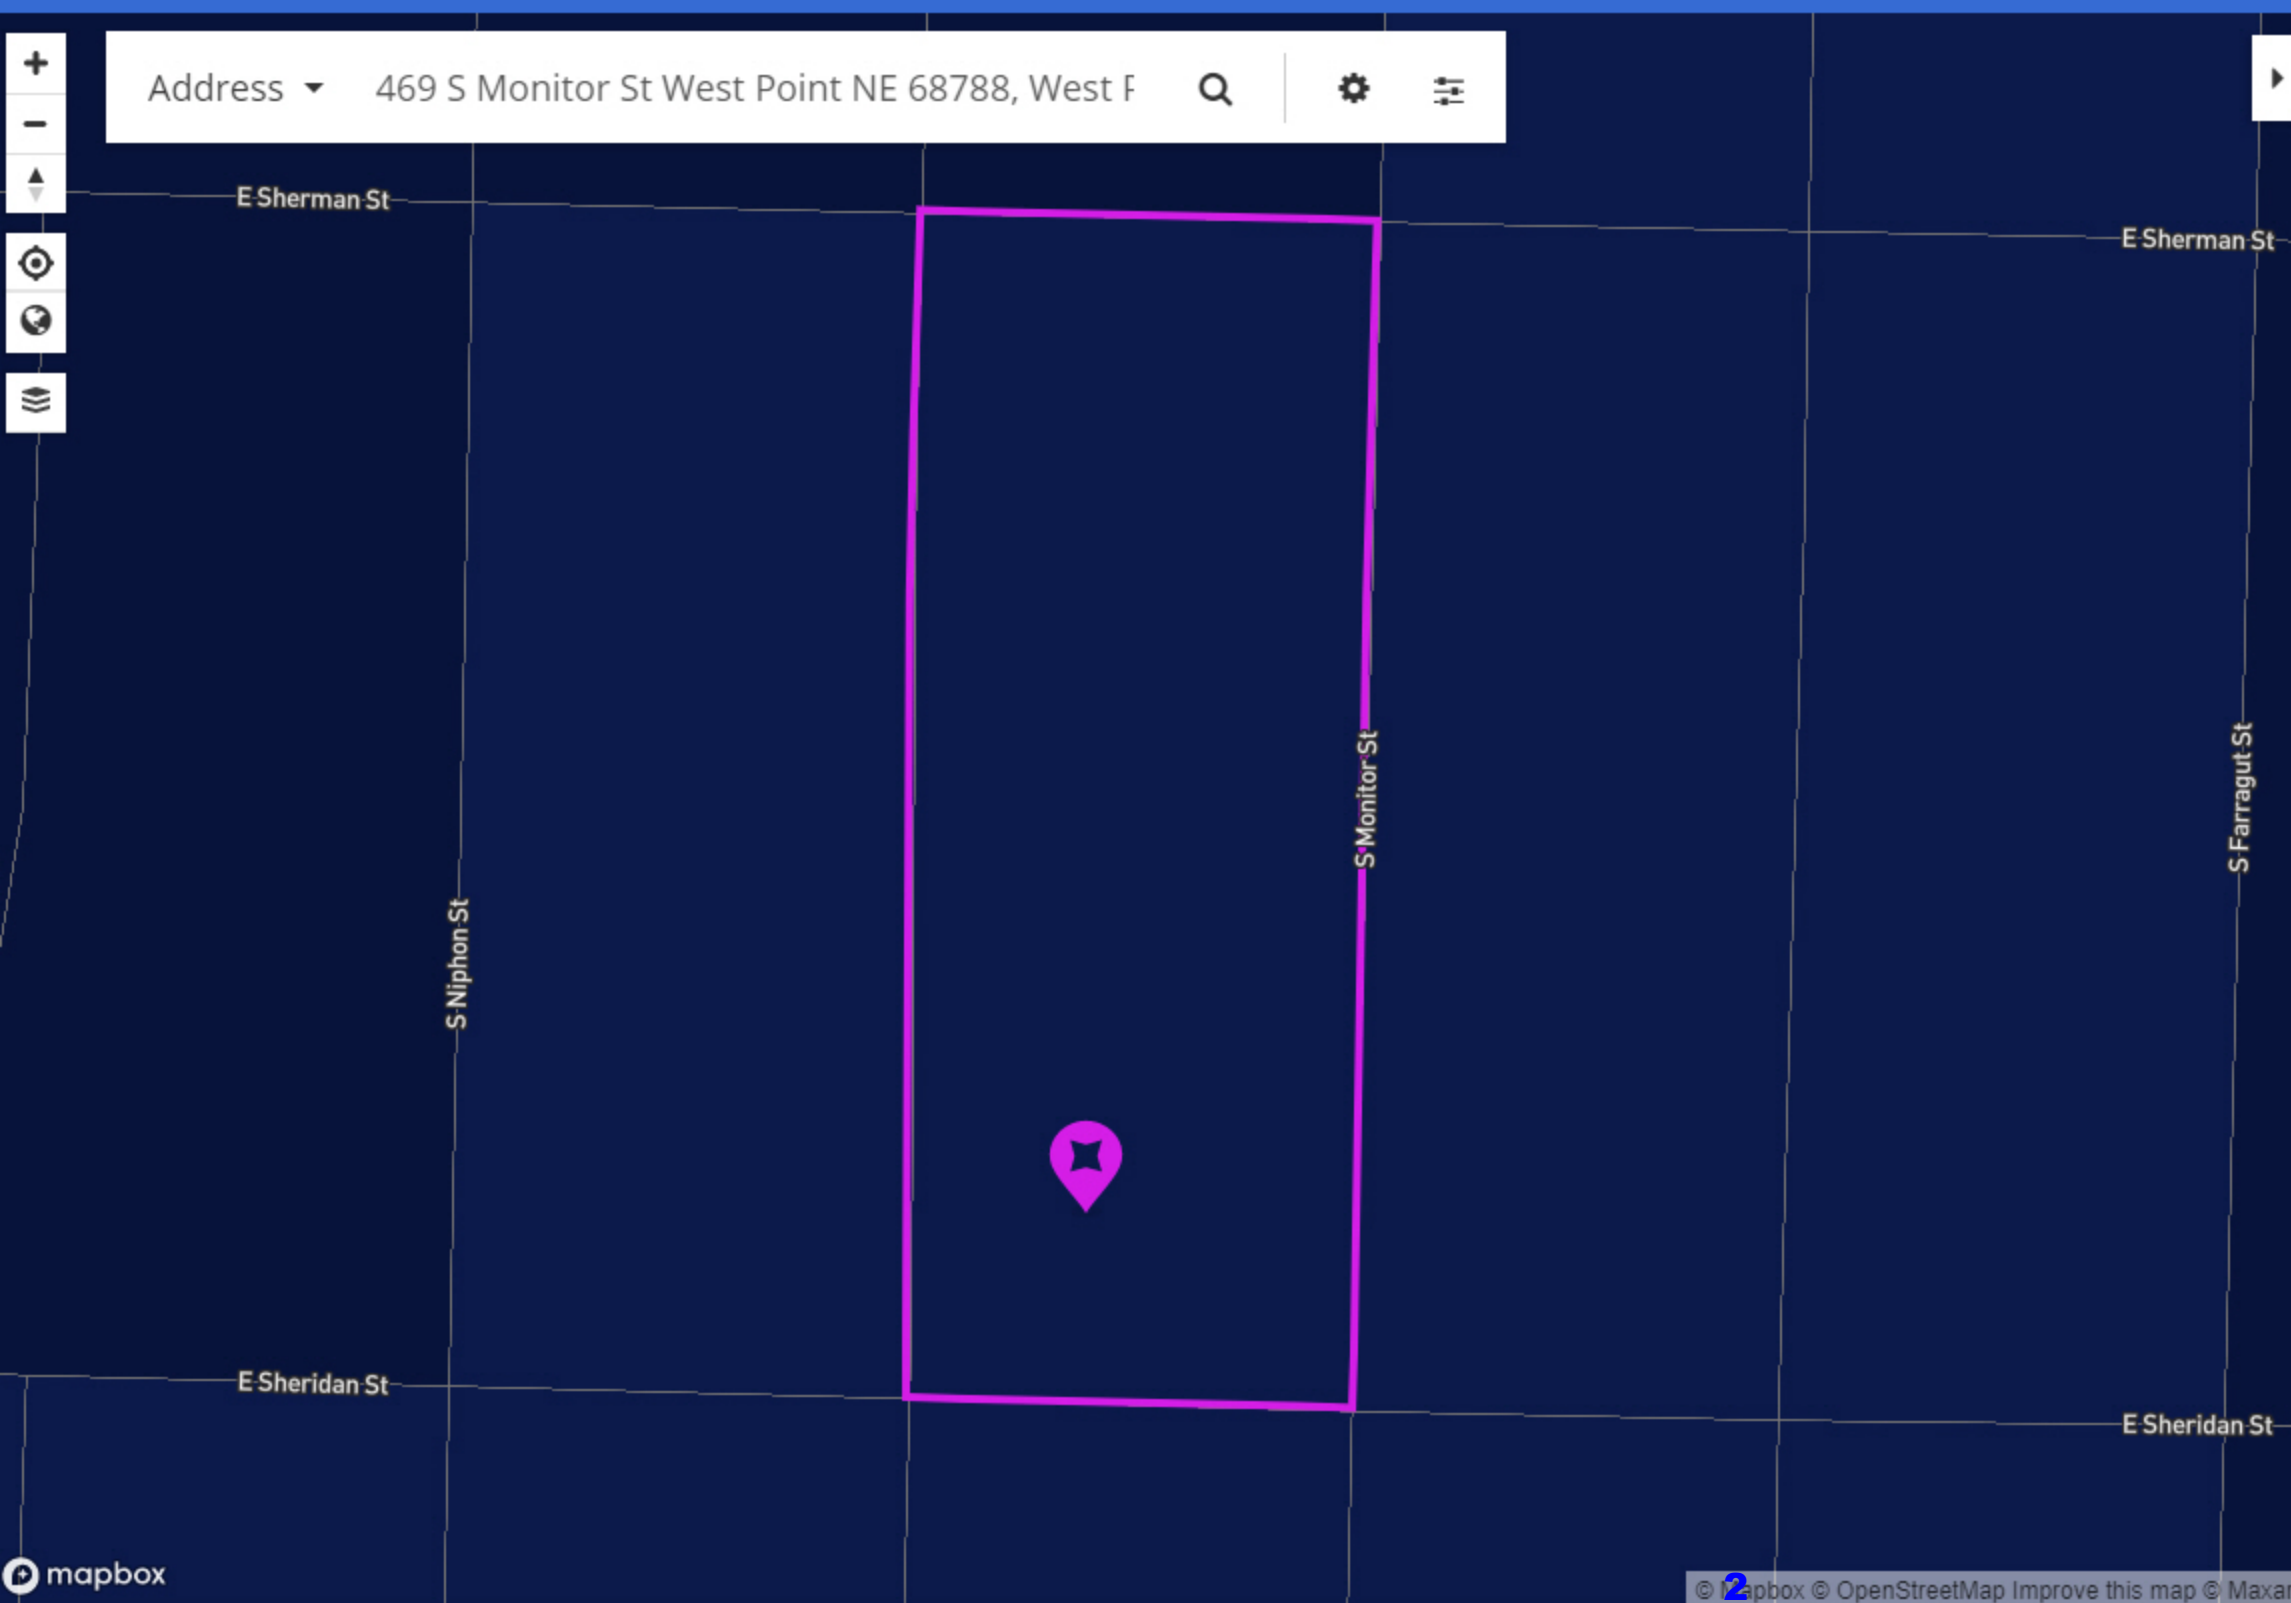 Address
469 S Monitor St West Point NE 68788, West
E Sherman St
E Sherman St
S Monitor St
S Farragut St
S Niphon St
E Sheridan St
E Sheridan St
mapbox
© Mapbox © OpenStreetMap Improve this map © Maxar
2